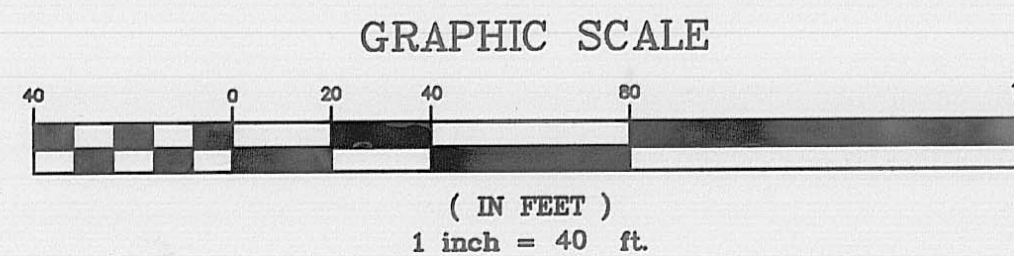 GRAPHIC SCALE
40 0 20 40 80
( IN FEET )
1 inch = 40 ft.